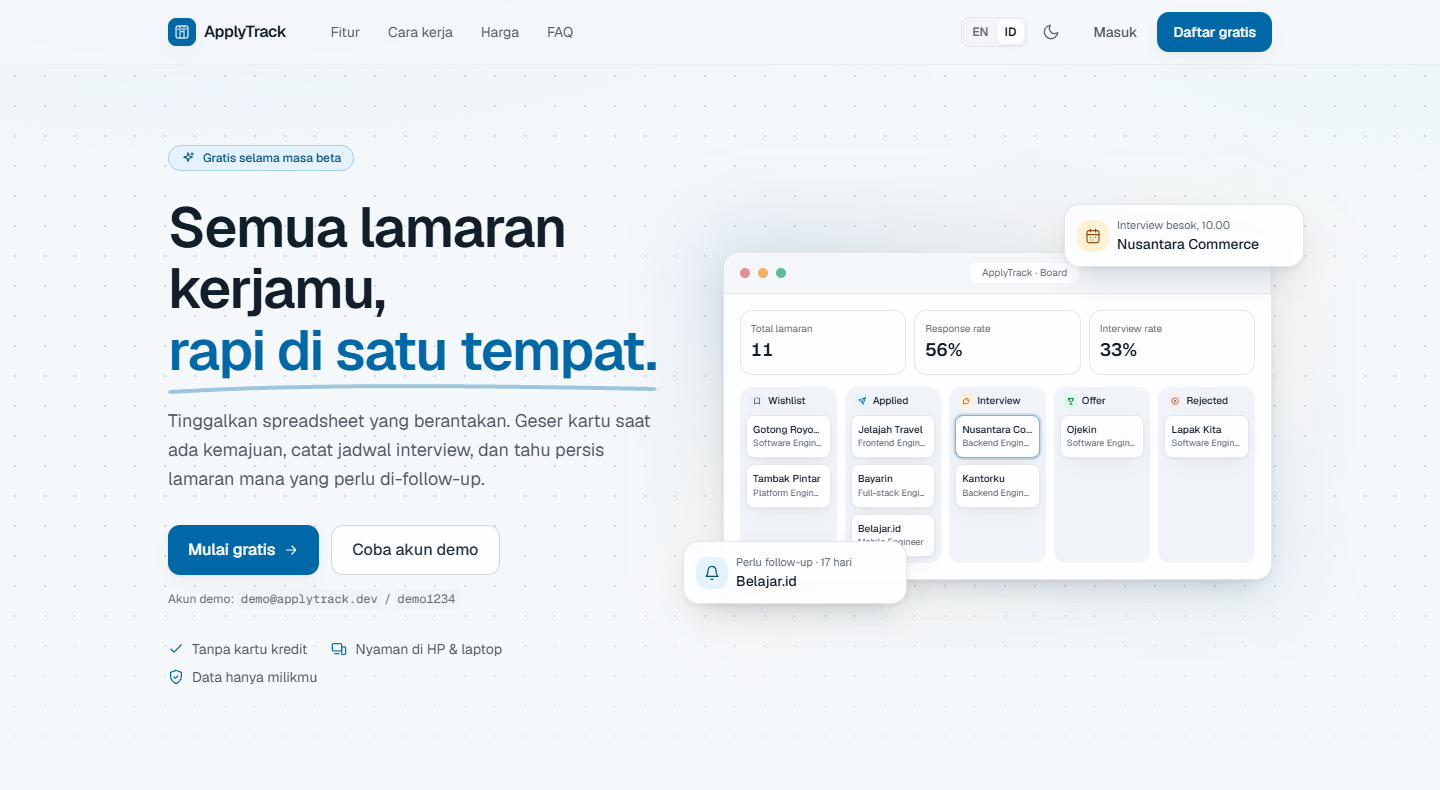 ApplyTrack
Fitur
Cara kerja
Harga
FAQ
EN
ID
Masuk
Daftar gratis
Gratis selama masa beta
Semua lamaran
kerjamu,
rapi di satu tempat.
Tinggalkan spreadsheet yang berantakan. Geser kartu saat
ada kemajuan, catat jadwal interview, dan tahu persis
lamaran mana yang perlu di-follow-up.
Mulai gratis →
Coba akun demo
Akun demo: demo@applytrack.dev / demo1234
Tanpa kartu kredit
Nyaman di HP & laptop
Data hanya milikmu
Interview besok, 10.00
Nusantara Commerce
ApplyTrack · Board
Total lamaran
11
Response rate
56%
Interview rate
33%
Wishlist
Gotong Royo...
Software Engin...
Tambak Pintar
Platform Engin...
Applied
Jelajah Travel
Frontend Engin...
Bayarin
Full-stack Engi...
Belajar.id
Mobile Engineer
Interview
Nusantara Co...
Backend Engin...
Kantorku
Backend Engin...
Offer
Ojekin
Software Engin...
Rejected
Lapak Kita
Software Engin...
Perlu follow-up · 17 hari
Belajar.id